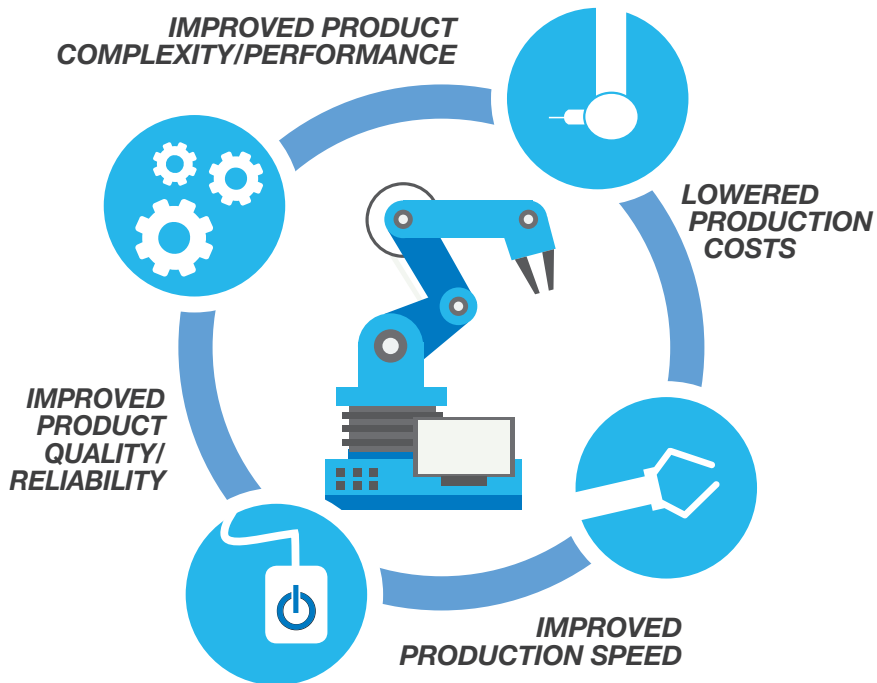 IMPROVED PRODUCT
COMPLEXITY/PERFORMANCE
LOWERED
PRODUCTION
COSTS
IMPROVED
PRODUCT
QUALITY/
RELIABILITY
IMPROVED
PRODUCTION SPEED